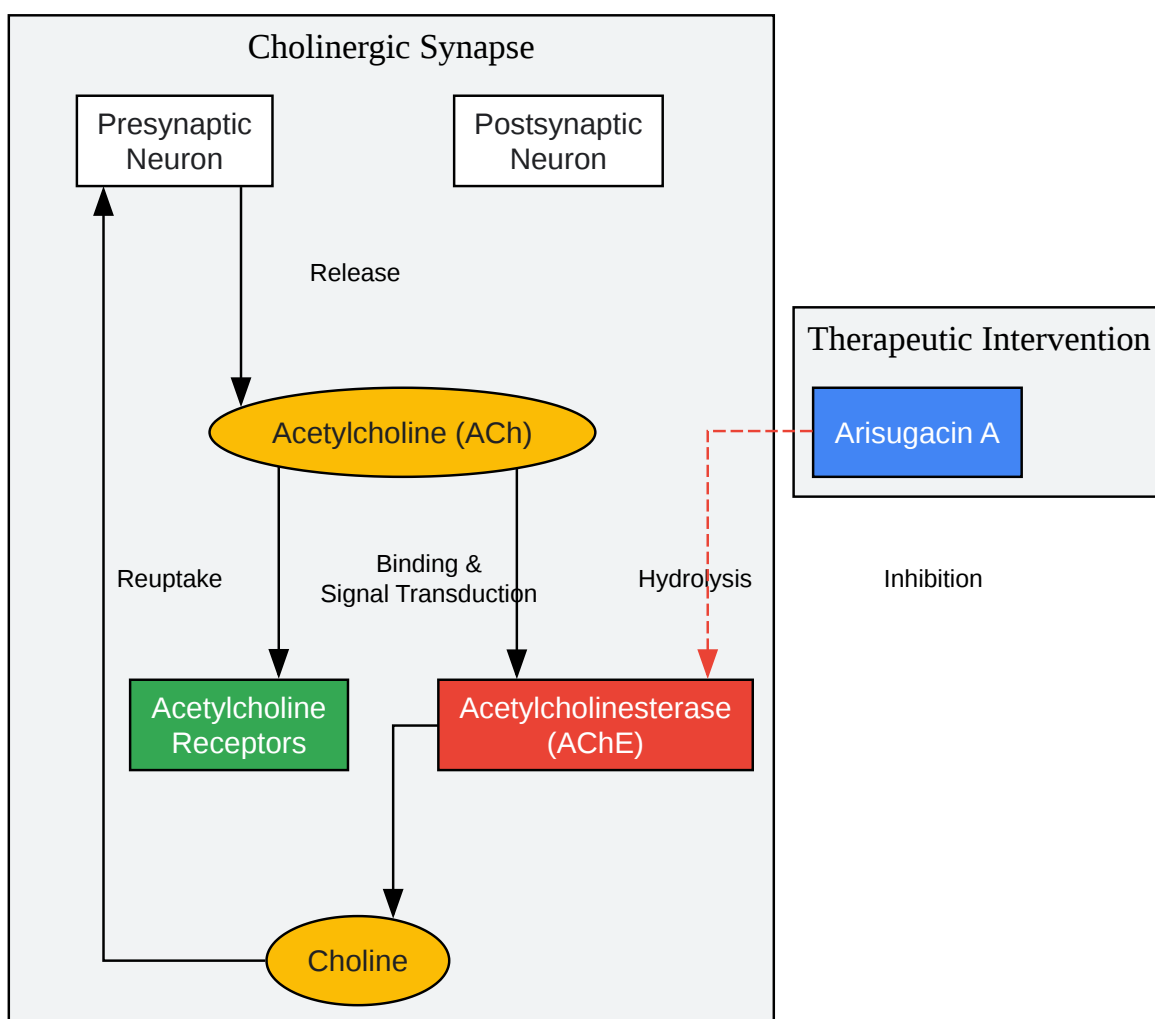 Cholinergic Synapse
Presynaptic
Neuron
Postsynaptic
Neuron
Release
Therapeutic Intervention
Arisugacin A
Acetylcholine (ACh)
Reuptake
Binding &
Signal Transduction
Hydrolysis
Inhibition
Acetylcholine
Receptors
Acetylcholinesterase
(AChE)
Choline